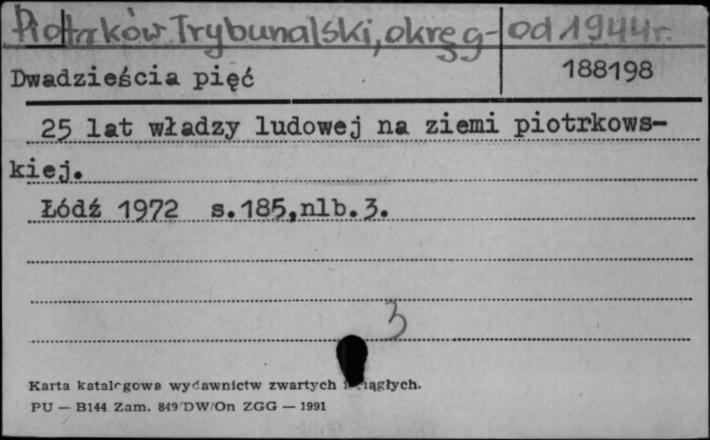 Piotrków Trybunalski, okręg - od 1944 r.
Dwadzieścia pięć 188198
25 lat władzy ludowej na ziemi piotrkows-
kiej.
Łódź 1972 s.185,nlb.3.
3
Karta katalogowa wydawnictw zwartych i ciągłych.
PU — B144 Zam. 849/DW/On ZGG — 1991